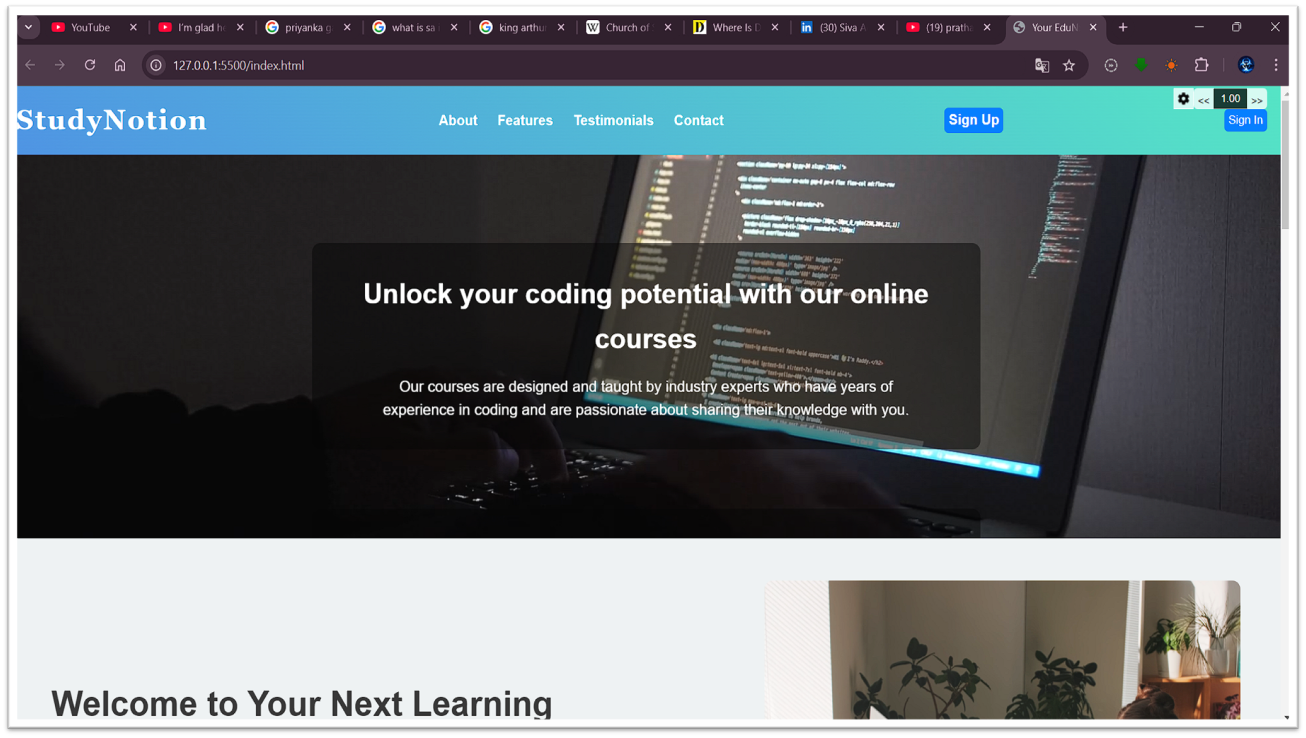 YouTube
I'm glad he
priyanka g
what is sa
king arthu
Church of
Where Is D
(30) Siva A
(19) pratha
Your EduN
127.0.0.1:5500/index.html
<< 1.00 >>
StudyNotion
About Features Testimonials Contact
Sign Up
Sign In
Unlock your coding potential with our online
courses
Our courses are designed and taught by industry experts who have years of
experience in coding and are passionate about sharing their knowledge with you.
Welcome to Your Next Learning